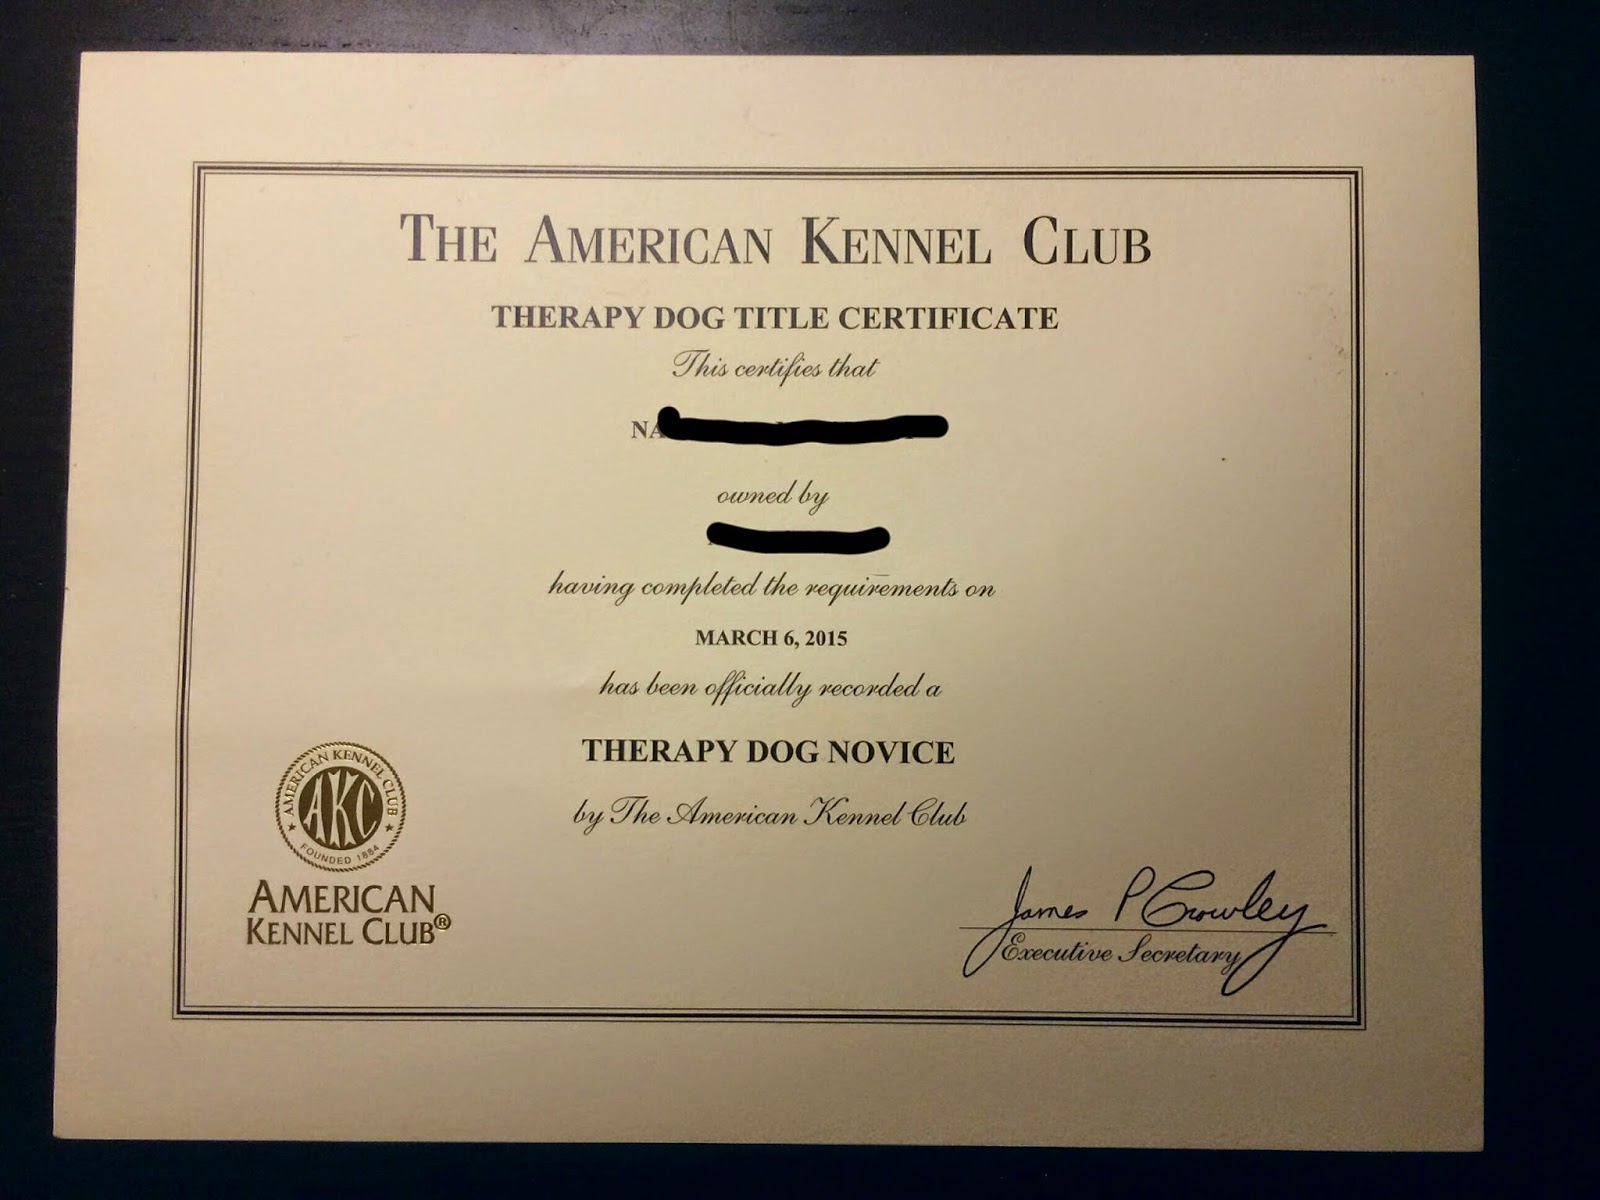 THE AMERICAN KENNEL CLUB
THERAPY DOG TITLE CERTIFICATE
This certifies that
NA
owned by
having completed the requirements on
MARCH 6, 2015
has been officially recorded a
THERAPY DOG NOVICE
by The American Kennel Club
AMERICAN KENNEL CLUB
AKC
FOUNDED 1884
AMERICAN
KENNEL CLUB®
James P Crowley
Executive Secretary